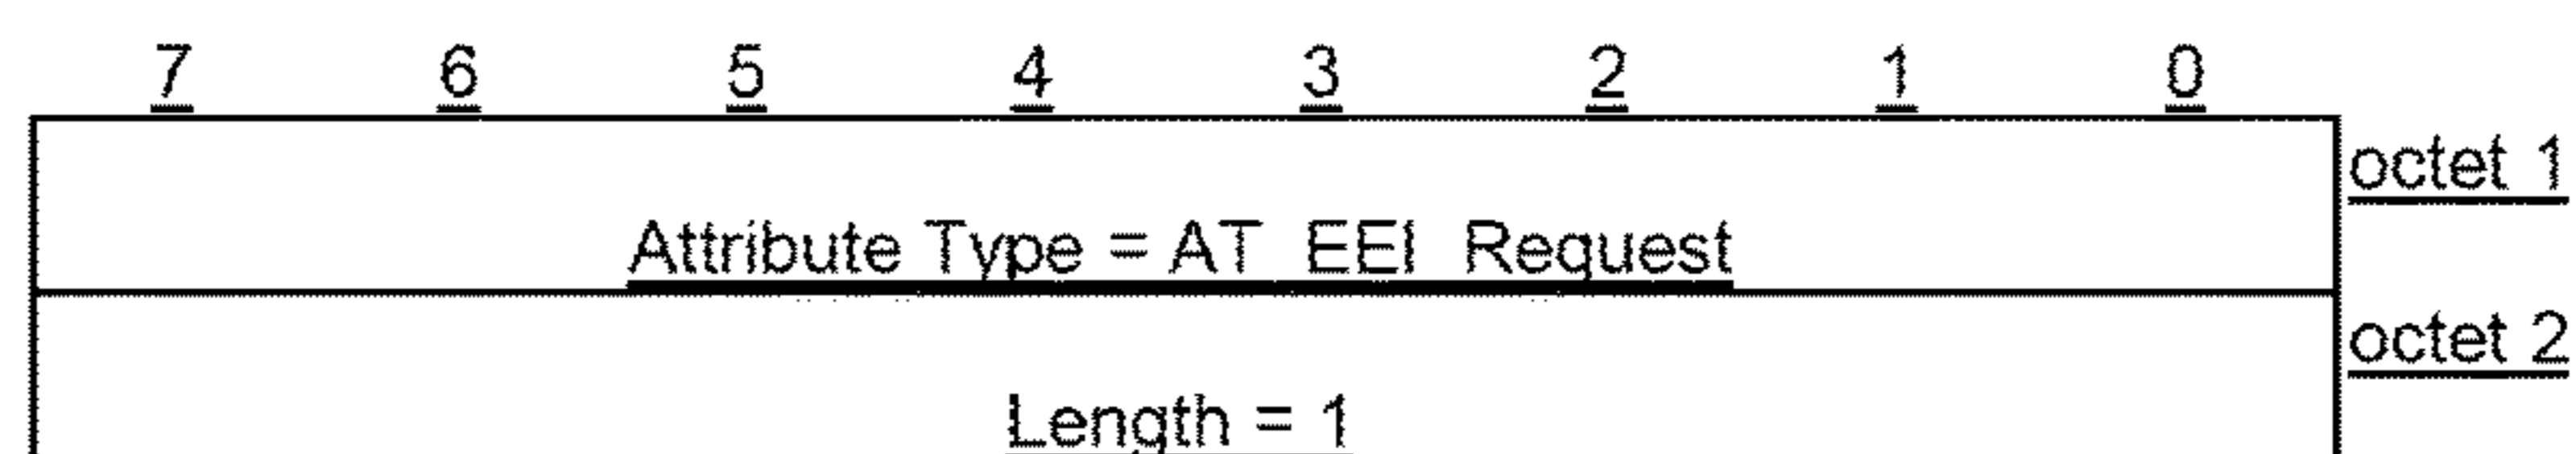 7 6 5 4 3 2 1 0
octet 1
Attribute Type = AT_EEI_Request
octet 2
Length = 1